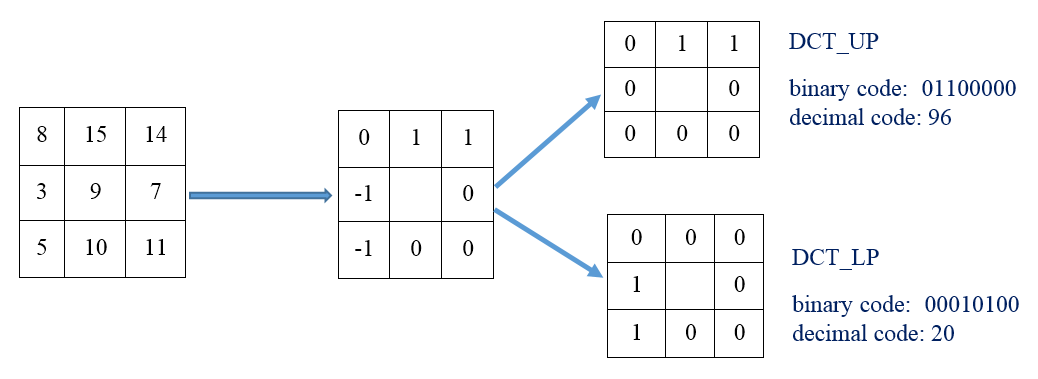 8 15 14
3 9 7
5 10 11
0 1 1
-1 0
-1 0 0
0 1 1
0 0
0 0 0
DCT_UP
binary code: 01100000
decimal code: 96
0 0 0
1 0
1 0 0
DCT_LP
binary code: 00010100
decimal code: 20